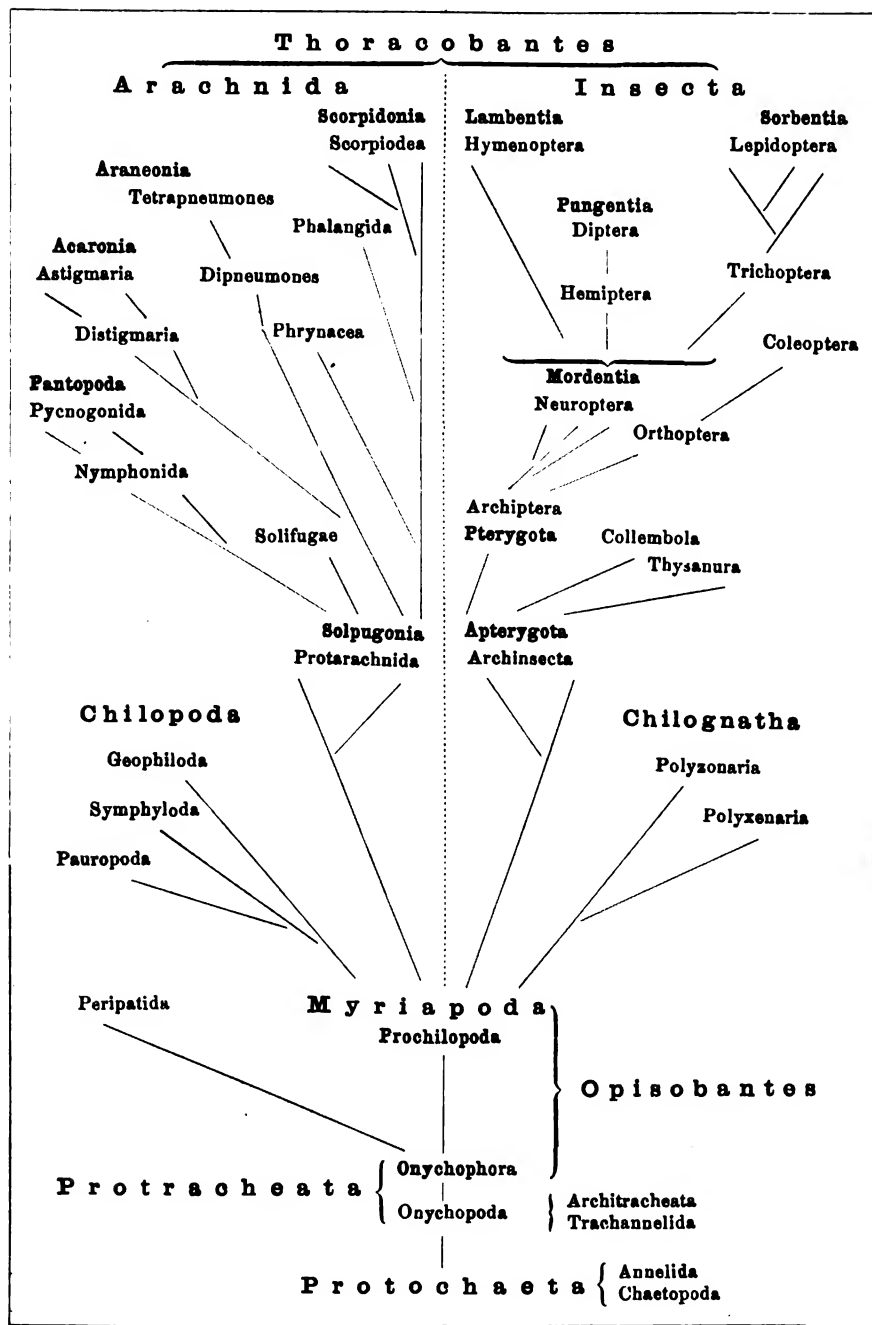 Thoracobantes
Arachnida
Insecta
Scorpidonia
Scorpiodea
Lambentia
Hymenoptera
Sorbentia
Lepidoptera
Araneonia
Tetrapneumones
Phalangida
Pungentia
Diptera
Acaronia
Astigmaria
Dipneumones
Hemiptera
Trichoptera
Distigmaria
Phrynacea
Coleoptera
Pantopoda
Pycnogonida
Mordentia
Neuroptera
Orthoptera
Nymphonida
Archiptera
Pterygota
Solifugae
Collembola
Thysanura
Solpugonia
Protarachnida
Apterygota
Archinsecta
Chilopoda
Chilognatha
Geophiloda
Polyzonaria
Symphyloda
Polyxenaria
Pauropoda
Peripatida
Myriapoda
Prochilopoda
Opisobantes
Protracheata
Onychophora
Onychopoda
Architracheata
Trachannelida
Protochaeta
Annelida
Chaetopoda